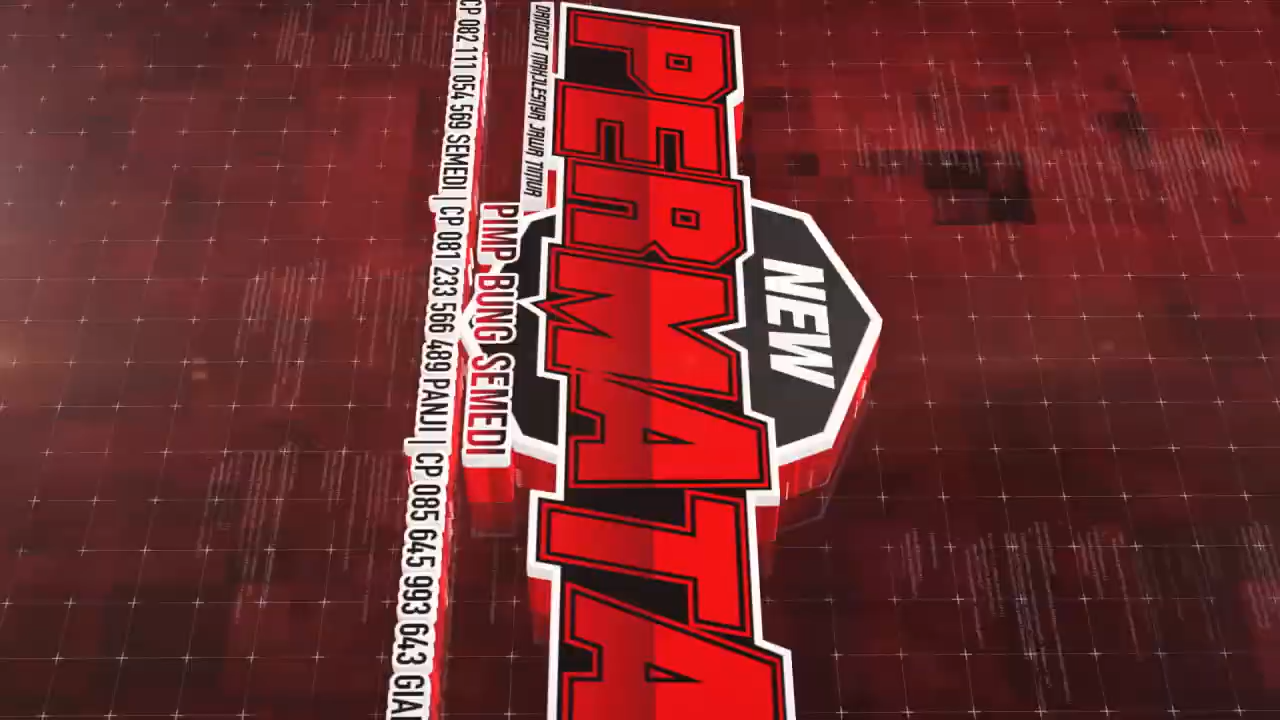 NEW
PERMATA
DANGDUT MAHJLESNYA JAWA TIMUR
PIMP BUNG SEMEDI
CP 082 111 054 569 SEMEDI | CP 081 233 566 489 PANJI | CP 085 645 993 643